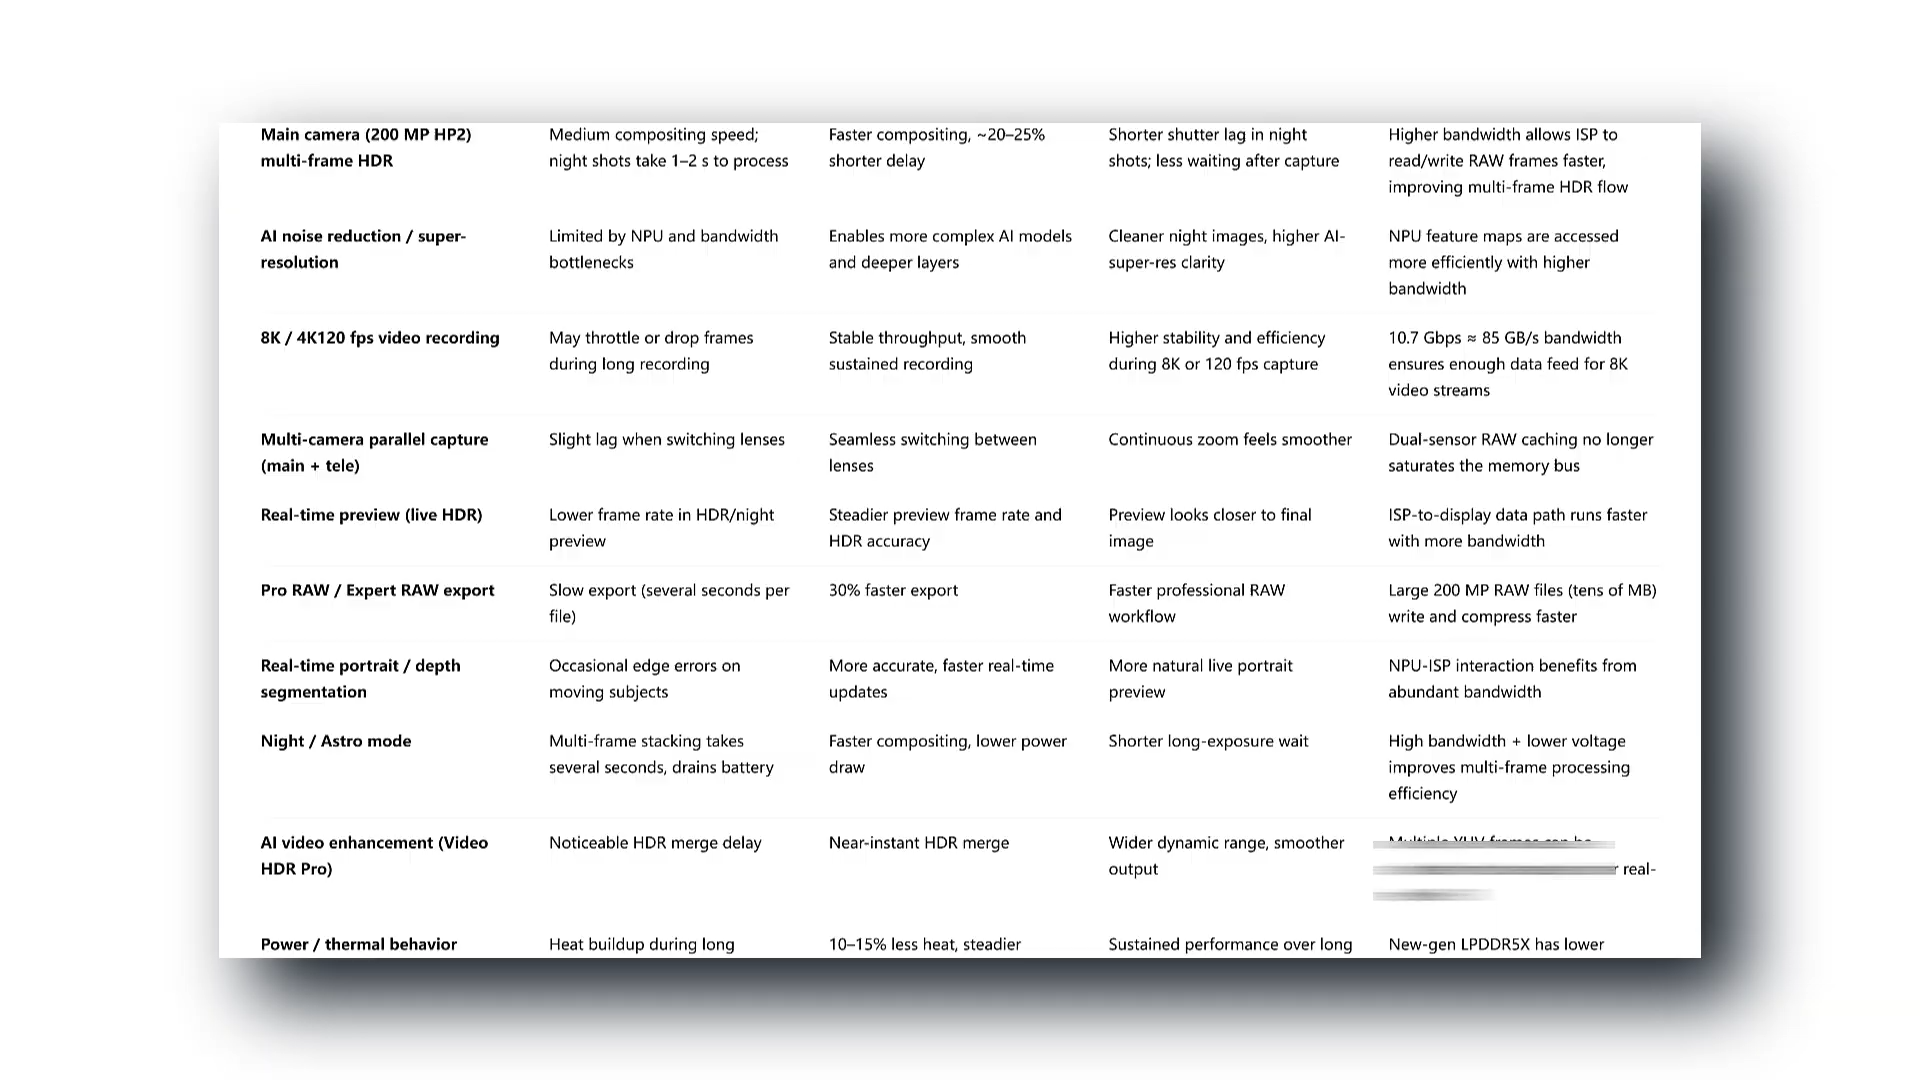 Main camera (200 MP HP2)
multi-frame HDR
Medium compositing speed;
night shots take 1–2 s to process
Faster compositing, ~20–25%
shorter delay
Shorter shutter lag in night
shots; less waiting after capture
Higher bandwidth allows ISP to
read/write RAW frames faster,
improving multi-frame HDR flow
AI noise reduction / super-
resolution
Limited by NPU and bandwidth
bottlenecks
Enables more complex AI models
and deeper layers
Cleaner night images, higher AI-
super-res clarity
NPU feature maps are accessed
more efficiently with higher
bandwidth
8K / 4K120 fps video recording
May throttle or drop frames
during long recording
Stable throughput, smooth
sustained recording
Higher stability and efficiency
during 8K or 120 fps capture
10.7 Gbps ≈ 85 GB/s bandwidth
ensures enough data feed for 8K
video streams
Multi-camera parallel capture
(main + tele)
Slight lag when switching lenses
Seamless switching between
lenses
Continuous zoom feels smoother
Dual-sensor RAW caching no longer
saturates the memory bus
Real-time preview (live HDR)
Lower frame rate in HDR/night
preview
Steadier preview frame rate and
HDR accuracy
Preview looks closer to final
image
ISP-to-display data path runs faster
with more bandwidth
Pro RAW / Expert RAW export
Slow export (several seconds per
file)
30% faster export
Faster professional RAW
workflow
Large 200 MP RAW files (tens of MB)
write and compress faster
Real-time portrait / depth
segmentation
Occasional edge errors on
moving subjects
More accurate, faster real-time
updates
More natural live portrait
preview
NPU-ISP interaction benefits from
abundant bandwidth
Night / Astro mode
Multi-frame stacking takes
several seconds, drains battery
Faster compositing, lower power
draw
Shorter long-exposure wait
High bandwidth + lower voltage
improves multi-frame processing
efficiency
AI video enhancement (Video
HDR Pro)
Noticeable HDR merge delay
Near-instant HDR merge
Wider dynamic range, smoother
output
real-
Power / thermal behavior
Heat buildup during long
10–15% less heat, steadier
Sustained performance over long
New-gen LPDDR5X has lower